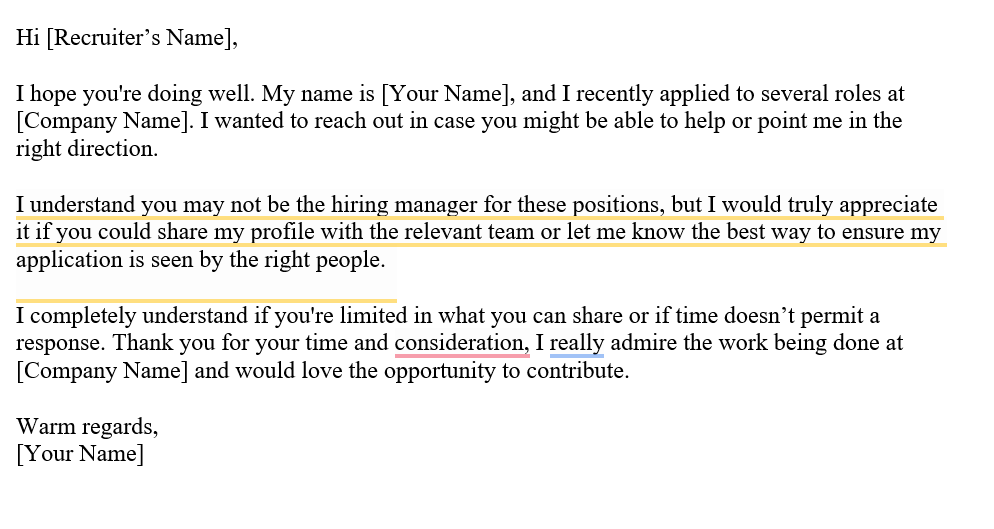 Hi [Recruiter’s Name],
I hope you're doing well. My name is [Your Name], and I recently applied to several roles at
[Company Name]. I wanted to reach out in case you might be able to help or point me in the
right direction.
I understand you may not be the hiring manager for these positions, but I would truly appreciate
it if you could share my profile with the relevant team or let me know the best way to ensure my
application is seen by the right people.
I completely understand if you're limited in what you can share or if time doesn’t permit a
response. Thank you for your time and consideration, I really admire the work being done at
[Company Name] and would love the opportunity to contribute.
Warm regards,
[Your Name]